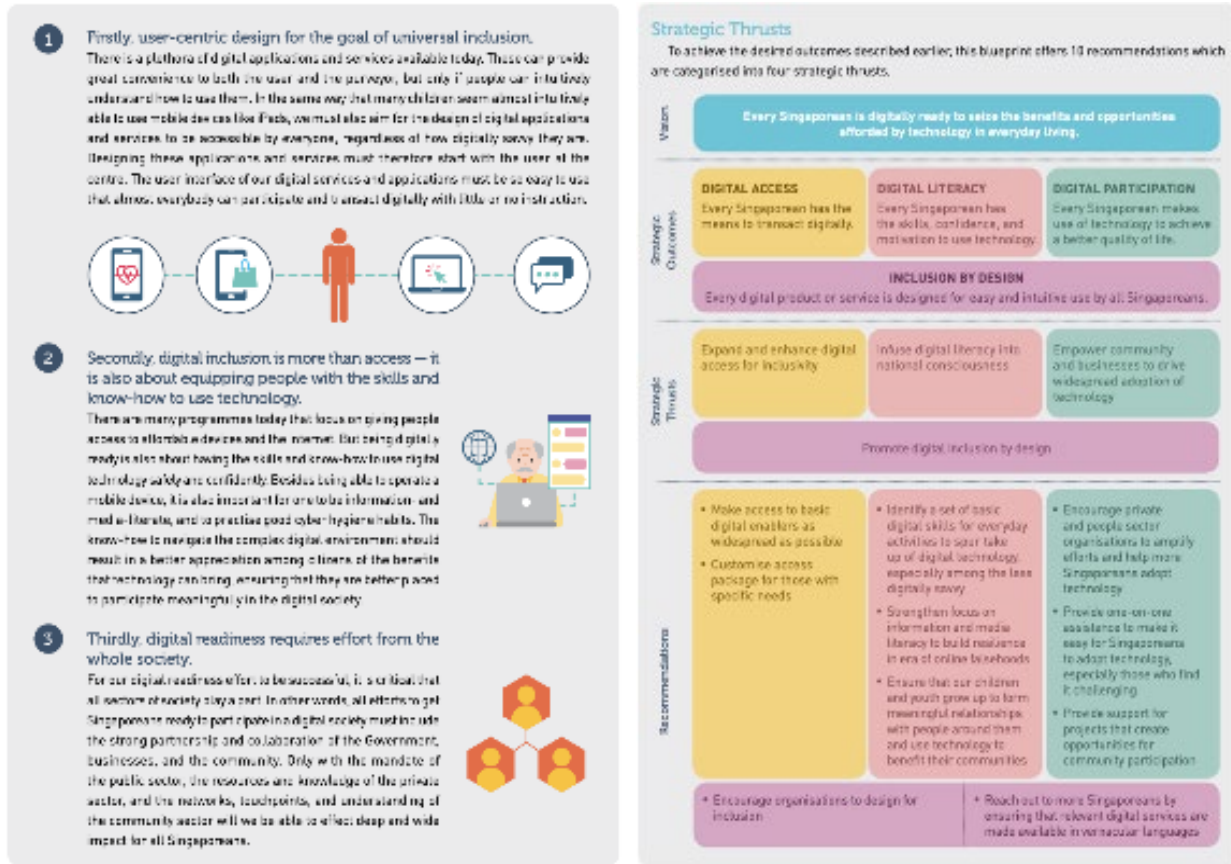 1
Firstly, user-centric design for the goal of universal inclusion.
There is a plethora of digital applications and services available today. These can provide
great convenience to both the user and the purveyor, but only if people can intuitively
understand how to use them. In the same way that many children seem almost intuitively
able to use mobile devices like iPads, we must also aim for the design of digital applications
and services to be accessible by everyone, regardless of how digitally savvy they are.
Designing these applications and services must therefore start with the user at the
centre. The user interface of our digital services and applications must be so easy to use
that almost everybody can participate and transact digitally with little or no instruction.
2
Secondly, digital inclusion is more than access — it
is also about equipping people with the skills and
know-how to use technology.
There are many programmes today that focus on giving people
access to affordable devices and the internet. But being digitally
ready is also about having the skills and know-how to use digital
technology safely and confidently. Besides being able to operate a
mobile device, it is also important for one to be information- and
media-literate, and to practise good cyber hygiene habits. The
know-how to navigate the complex digital environment should
result in a better appreciation among citizens of the benefits
that technology can bring, ensuring that they are better placed
to participate meaningfully in the digital society.
3
Thirdly, digital readiness requires effort from the
whole society.
For our digital readiness effort to be successful, it is critical that
all sectors of society play a part. In other words, all efforts to get
Singaporeans ready to participate in a digital society must include
the strong partnership and collaboration of the Government,
businesses, and the community. Only with the mandate of
the public sector, the resources and knowledge of the private
sector, and the networks, touchpoints, and understanding of
the community sector will we be able to effect deep and wide
impact for all Singaporeans.
Strategic Thrusts
To achieve the desired outcomes described earlier, this blueprint offers 10 recommendations which
are categorised into four strategic thrusts.
Vision
Every Singaporean is digitally ready to seize the benefits and opportunities
afforded by technology in everyday living.
Strategic
Outcomes
DIGITAL ACCESS
Every Singaporean has the
means to transact digitally.
DIGITAL LITERACY
Every Singaporean has
the skills, confidence, and
motivation to use technology.
DIGITAL PARTICIPATION
Every Singaporean makes
use of technology to achieve
a better quality of life.
INCLUSION BY DESIGN
Every digital product or service is designed for easy and intuitive use by all Singaporeans.
Strategic
Thrusts
Expand and enhance digital
access for inclusivity
Infuse digital literacy into
national consciousness
Empower community
and businesses to drive
widespread adoption of
technology
Promote digital inclusion by design
Recommendations
• Make access to basic
digital enablers as
widespread as possible
• Customise access
package for those with
specific needs
• Identify a set of basic
digital skills for everyday
activities to spur take
up of digital technology,
especially among the less
digitally savvy
• Strengthen focus on
information and media
literacy to build resilience
in era of online falsehoods
• Ensure that our children
and youth grow up to form
meaningful relationships
with people around them
and use technology to
benefit their communities
• Encourage private
and people sector
organisations to amplify
efforts and help more
Singaporeans adopt
technology
• Provide one-on-one
assistance to make it
easy for Singaporeans
to adopt technology,
especially those who find
it challenging
• Provide support for
projects that create
opportunities for
community participation
• Encourage organisations to design for
inclusion
• Reach out to more Singaporeans by
ensuring that relevant digital services are
made available in vernacular languages